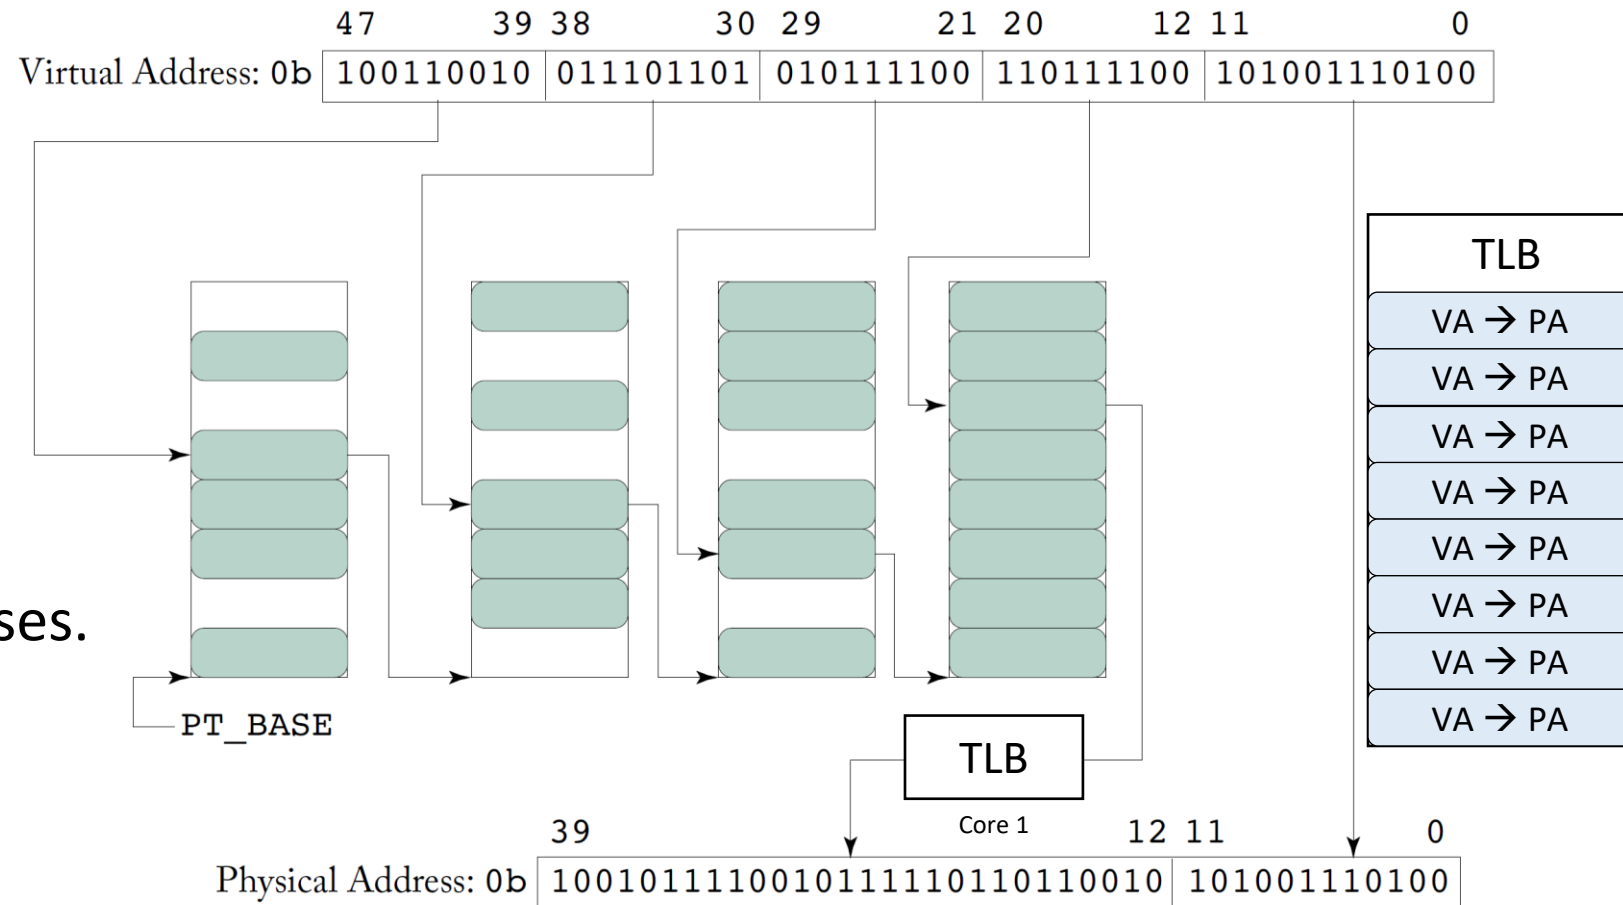 47 39 38 30 29 21 20 12 11 0
Virtual Address: 0b 100110010 011101101 010111100 110111100 101001110100
TLB
VA → PA
VA → PA
VA → PA
VA → PA
VA → PA
VA → PA
VA → PA
VA → PA
ses.
PT_BASE
TLB
Core 1
39 12 11 0
Physical Address: 0b 1001011110010111110110110010 101001110100